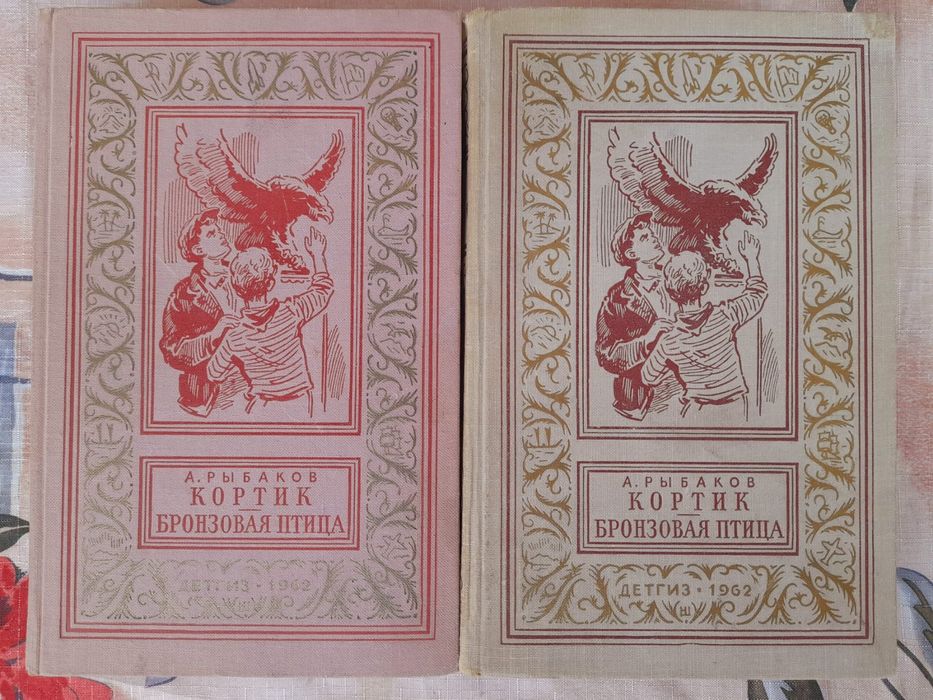 А. РЫБАКОВ
КОРТИК
БРОНЗОВАЯ ПТИЦА
ДЕТГИЗ · 1962
А. РЫБАКОВ
КОРТИК
БРОНЗОВАЯ ПТИЦА
ДЕТГИЗ · 1962